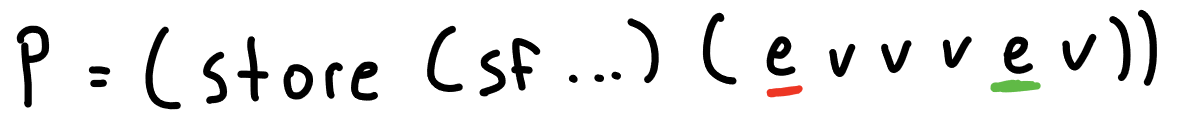 P = (store (sf ...) (e v v v e v))